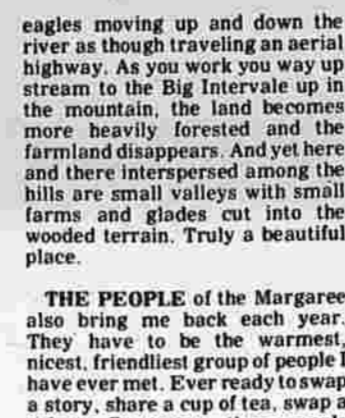 eagles moving up and down the
river as though traveling an aerial
highway. As you work you way up
stream to the Big Intervale up in
the mountain, the land becomes
more heavily forested and the
farmland disappears. And yet here
and there interspersed among the
hills are small valleys with small
farms and glades cut into the
wooded terrain. Truly a beautiful
place.
THE PEOPLE of the Margaree
also bring me back each year.
They have to be the warmest,
nicest, friendliest group of people I
have ever met. Ever ready to swap
a story, share a cup of tea, swap a